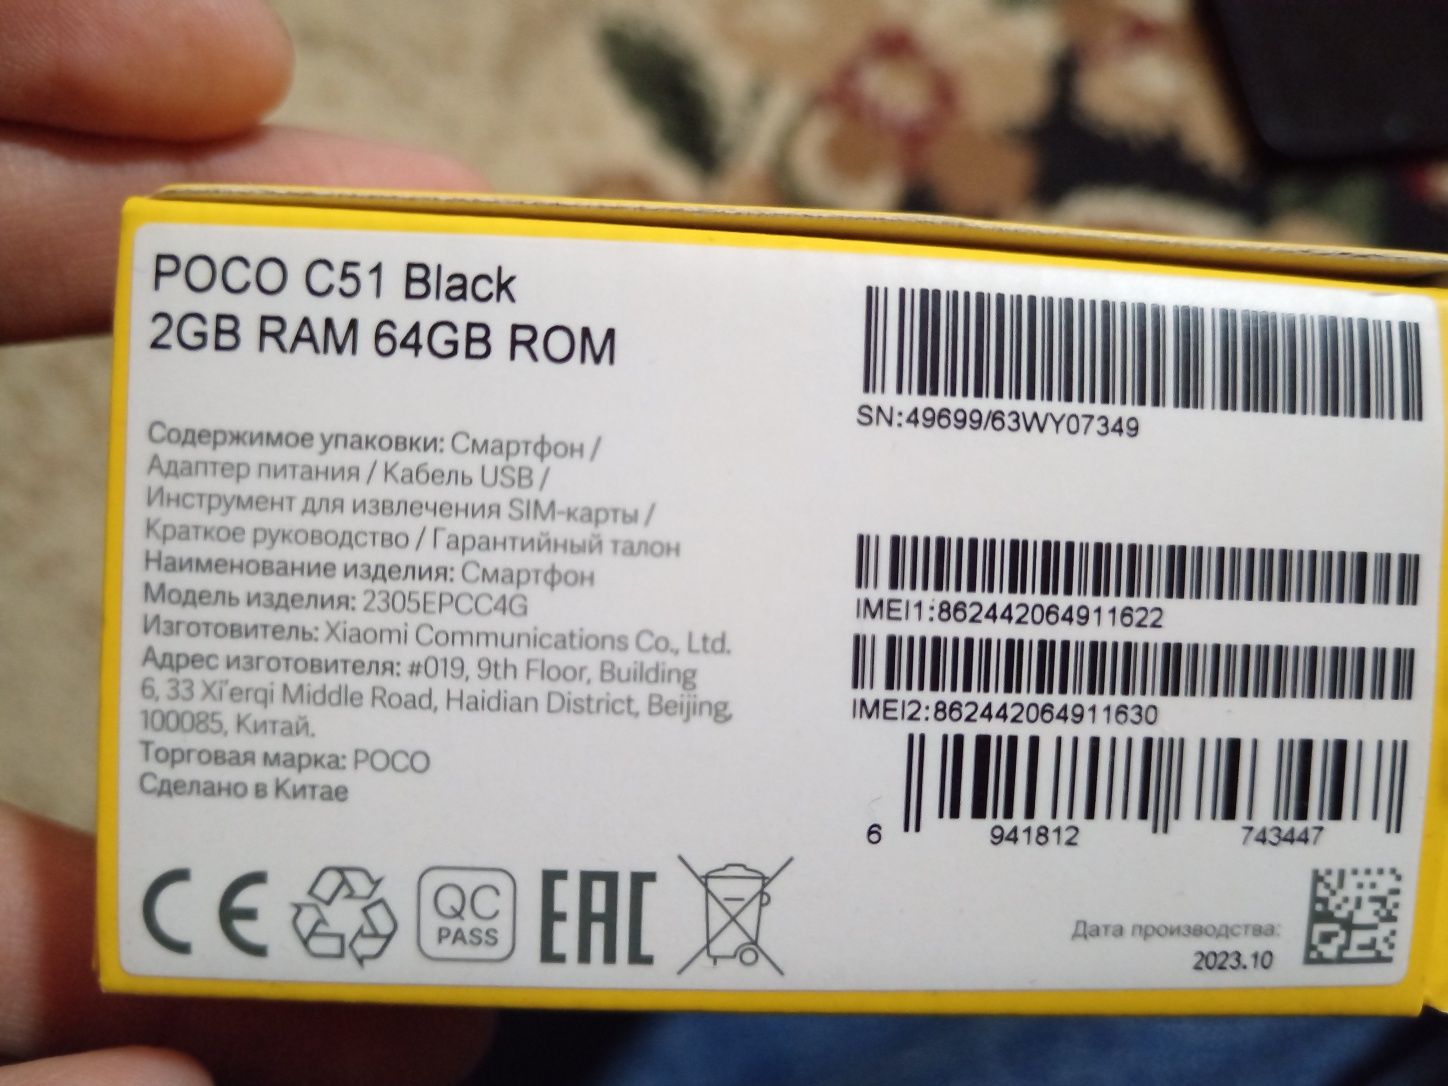 POCO C51 Black
2GB RAM 64GB ROM
Содержимое упаковки: Смартфон /
Адаптер питания / Кабель USB /
Инструмент для извлечения SIM-карты /
Краткое руководство / Гарантийный талон
Наименование изделия: Смартфон
Модель изделия: 2305EPCC4G
Изготовитель: Xiaomi Communications Co., Ltd.
Адрес изготовителя: #019, 9th Floor, Building
6, 33 Xi'erqi Middle Road, Haidian District, Beijing,
100085, Китай.
Торговая марка: POCO
Сделано в Китае
CE
QC
PASS
EAC
SN:49699/63WY07349
IMEI1:862442064911622
IMEI2:862442064911630
6 941812 743447
Дата производства:
2023.10